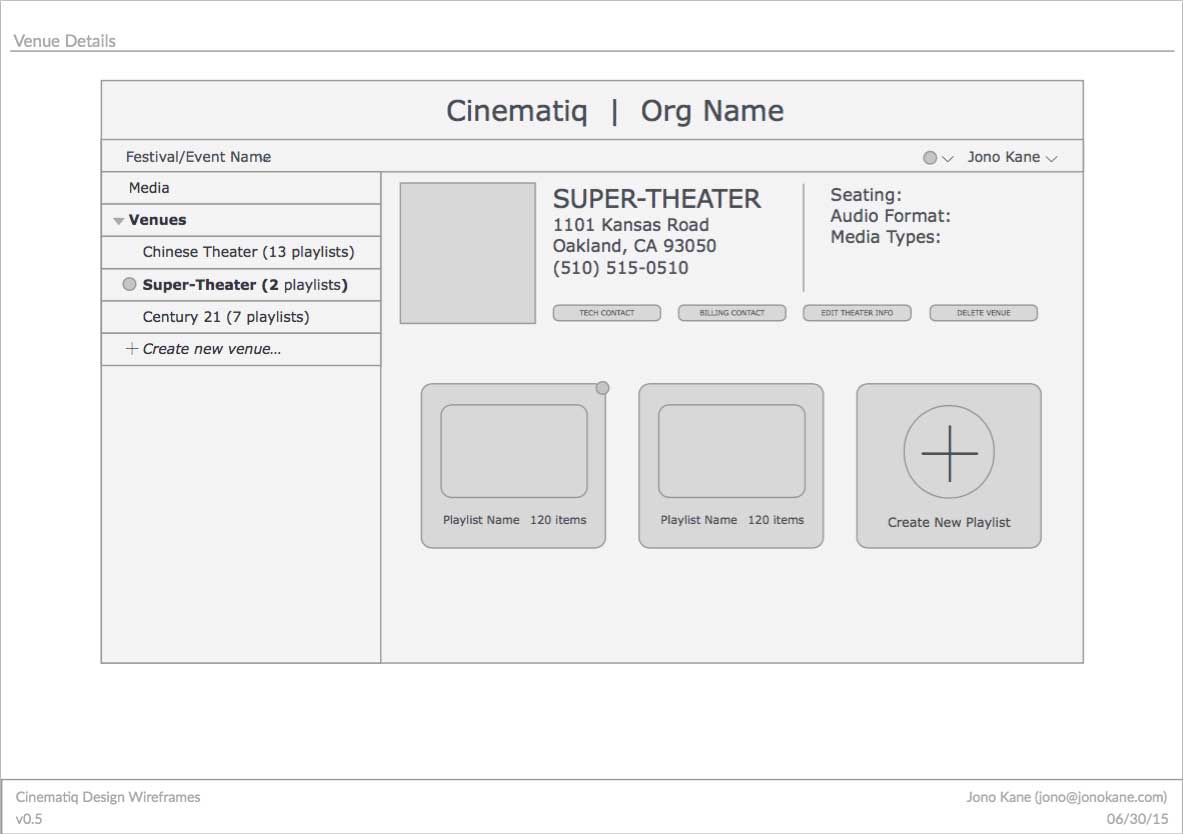 Venue Details
Cinematiq | Org Name
Festival/Event Name
Jono Kane
Media
Venues
Chinese Theater (13 playlists)
Super-Theater (2 playlists)
Century 21 (7 playlists)
Create new venue...
SUPER-THEATER
1101 Kansas Road
Oakland, CA 93050
(510) 515-0510
Seating:
Audio Format:
Media Types:
TECH CONTACT
BILLING CONTACT
EDIT THEATER INFO
DELETE VENUE
Playlist Name 120 items
Playlist Name 120 items
Create New Playlist
Cinematiq Design Wireframes
v0.5
Jono Kane (jono@jonokane.com)
06/30/15